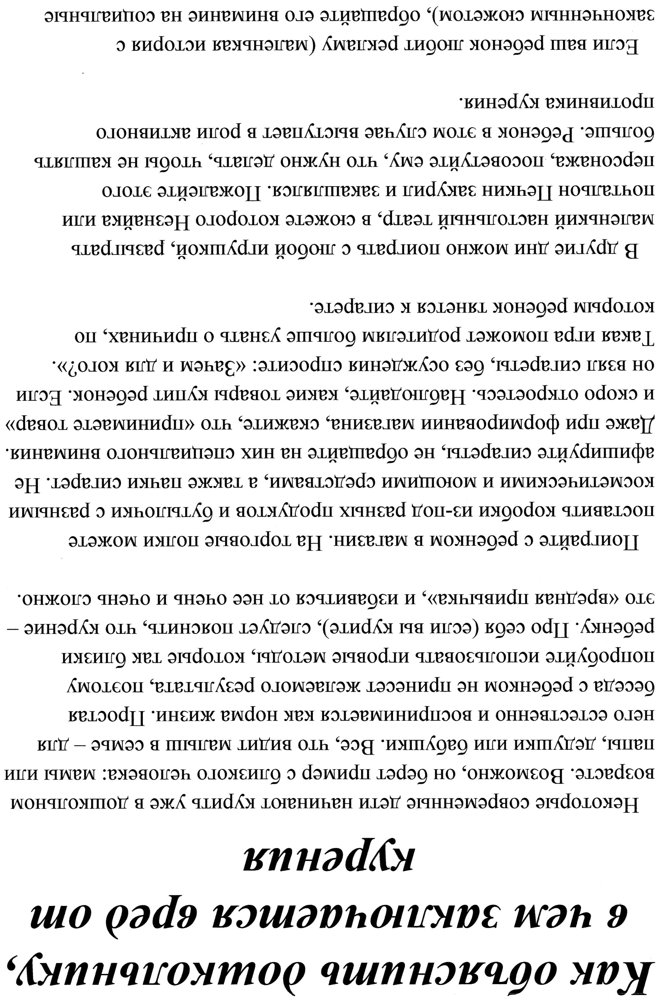 Как объяснить дошкольнику,
в чем заключается вред от
курения
Некоторые современные дети начинают курить уже в дошкольном
возрасте. Возможно, он берет пример с близкого человека: мамы или
папы, дедушки или бабушки. Все, что видит малыш в семье – для
него естественно и воспринимается как норма жизни. Простая
беседа с ребенком не принесет желаемого результата, поэтому
попробуйте использовать игровые методы, которые так близки
ребенку. Про себя (если вы курите), следует пояснить, что курение –
это «вредная привычка», и избавиться от нее очень и очень сложно.
Поиграйте с ребенком в магазин. На торговые полки можете
поставить коробки из-под разных продуктов и бутылочки с разными
косметическими и моющими средствами, а также пачки сигарет. Не
афишируйте сигареты, не обращайте на них специального внимания.
Даже при формировании магазина, скажите, что «принимаете товар»
и скоро откроетесь. Наблюдайте, какие товары купит ребенок. Если
он взял сигареты, без осуждения спросите: «Зачем и для кого?».
Такая игра поможет родителям больше узнать о причинах, по
которым ребенок тянется к сигарете.
В другие дни можно поиграть с любой игрушкой, разыграть
маленький настольный театр, в сюжете которого Незнайка или
почтальон Печкин закурил и закашлялся. Пожалейте этого
персонажа, посоветуйте ему, что нужно делать, чтобы не кашлять
больше. Ребенок в этом случае выступает в роли активного
противника курения.
Если ваш ребенок любит рекламу (маленькая история с
законченным сюжетом), обращайте его внимание на социальные